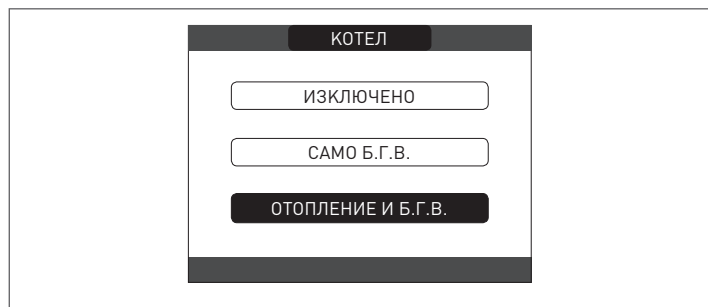 КОТЕЛ
ИЗКЛЮЧЕНО
САМО Б.Г.В.
ОТОПЛЕНИЕ И Б.Г.В.